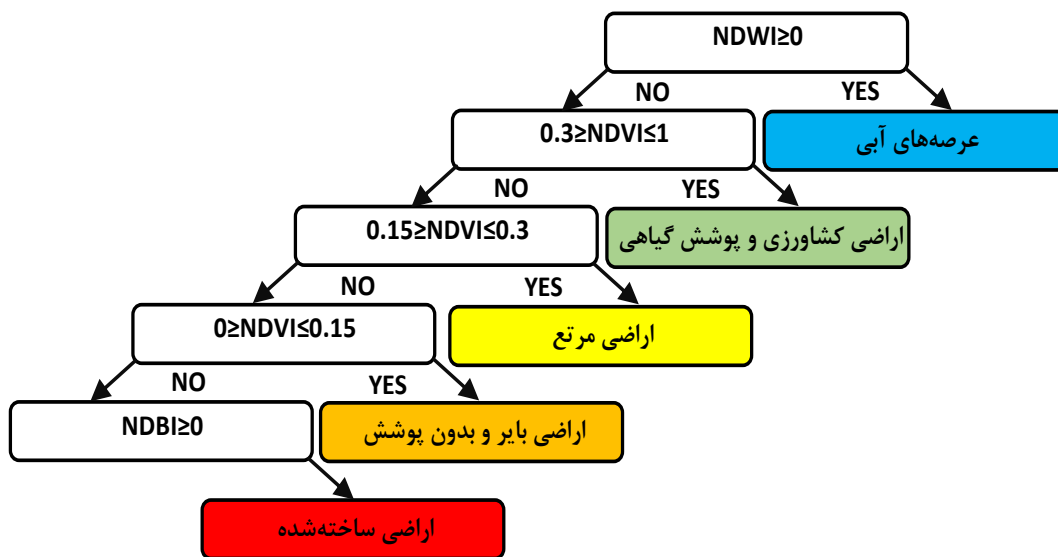 NDWI≥0
NO
YES
0.3≥NDVI≤1
عرصه‌های آبی
NO
YES
0.15≥NDVI≤0.3
اراضی کشاورزی و پوشش گیاهی
NO
YES
0≥NDVI≤0.15
اراضی مرتع
NO
YES
NDBI≥0
اراضی بایر و بدون پوشش
اراضی ساخته‌شده